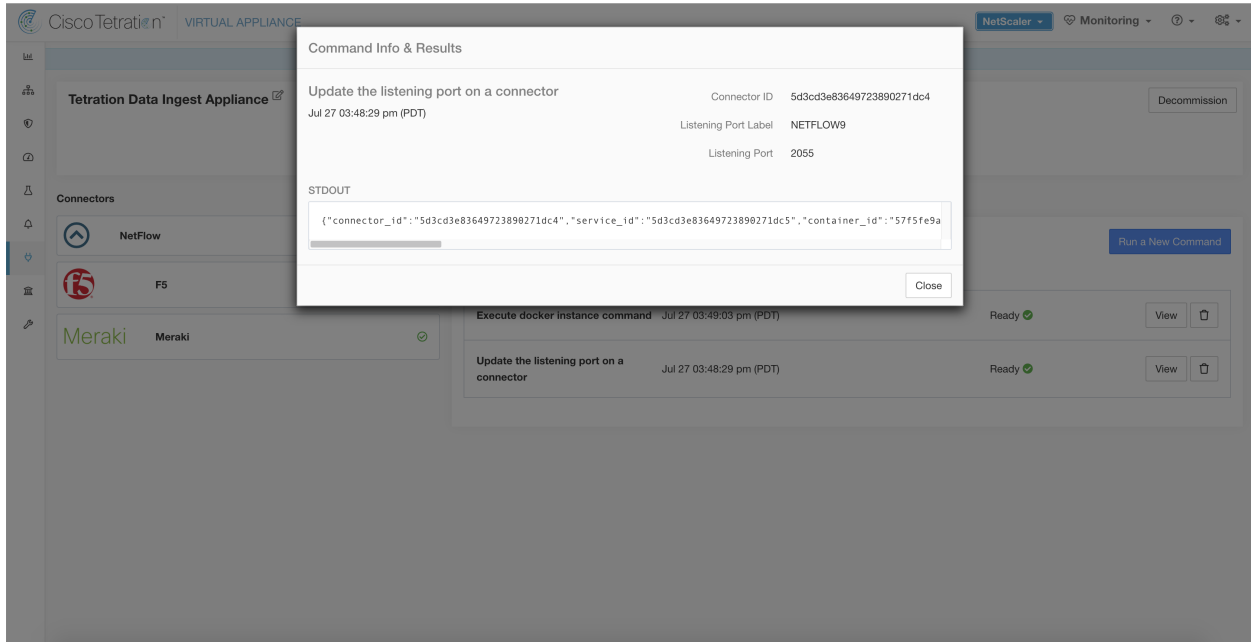 Cisco Tetration
VIRTUAL APPLIANCE
NetScaler
Monitoring
Command Info & Results
Update the listening port on a connector
Jul 27 03:48:29 pm (PDT)
Connector ID 5d3cd3e83649723890271dc4
Listening Port Label NETFLOW9
Listening Port 2055
STDOUT
{"connector_id":"5d3cd3e83649723890271dc4","service_id":"5d3cd3e83649723890271dc5","container_id":"57f5fe9a
Close
Tetration Data Ingest Appliance
Decommission
Connectors
NetFlow
f5 F5
Meraki Meraki
Run a New Command
Execute docker instance command Jul 27 03:49:03 pm (PDT) Ready View
Update the listening port on a
connector Jul 27 03:48:29 pm (PDT) Ready View